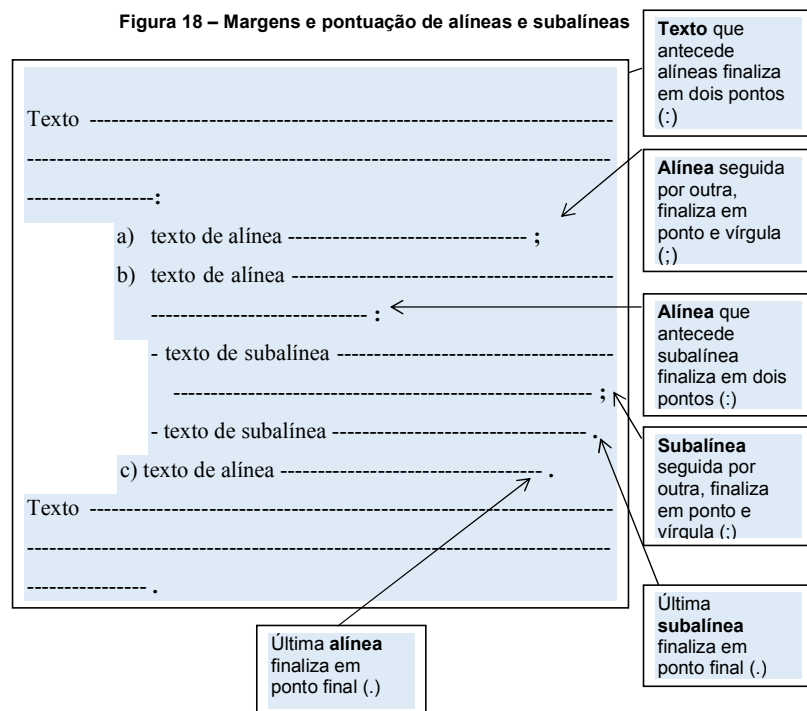 Figura 18 – Margens e pontuação de alíneas e subalíneas
Texto que
antecede
alíneas finaliza
em dois pontos
(:)
Texto --------------------------------------------------------------------------
-----------------------------------------------------------------------------------
------------------:
Alínea seguida
por outra,
finaliza em
ponto e vírgula
(;)
a) texto de alínea ---------------------------------- ;
b) texto de alínea ----------------------------------------------
------------------------------- :
Alínea que
antecede
subalínea
finaliza em dois
pontos (:)
- texto de subalínea ---------------------------------------
------------------------------------------------------------ ;
- texto de subalínea ------------------------------------- .
Subalínea
seguida por
outra, finaliza
em ponto e
vírgula (;)
c) texto de alínea ------------------------------------- .
Texto --------------------------------------------------------------------------
-----------------------------------------------------------------------------------
----------------- .
Última
subalínea
finaliza em
ponto final (.)
Última alínea
finaliza em
ponto final (.)